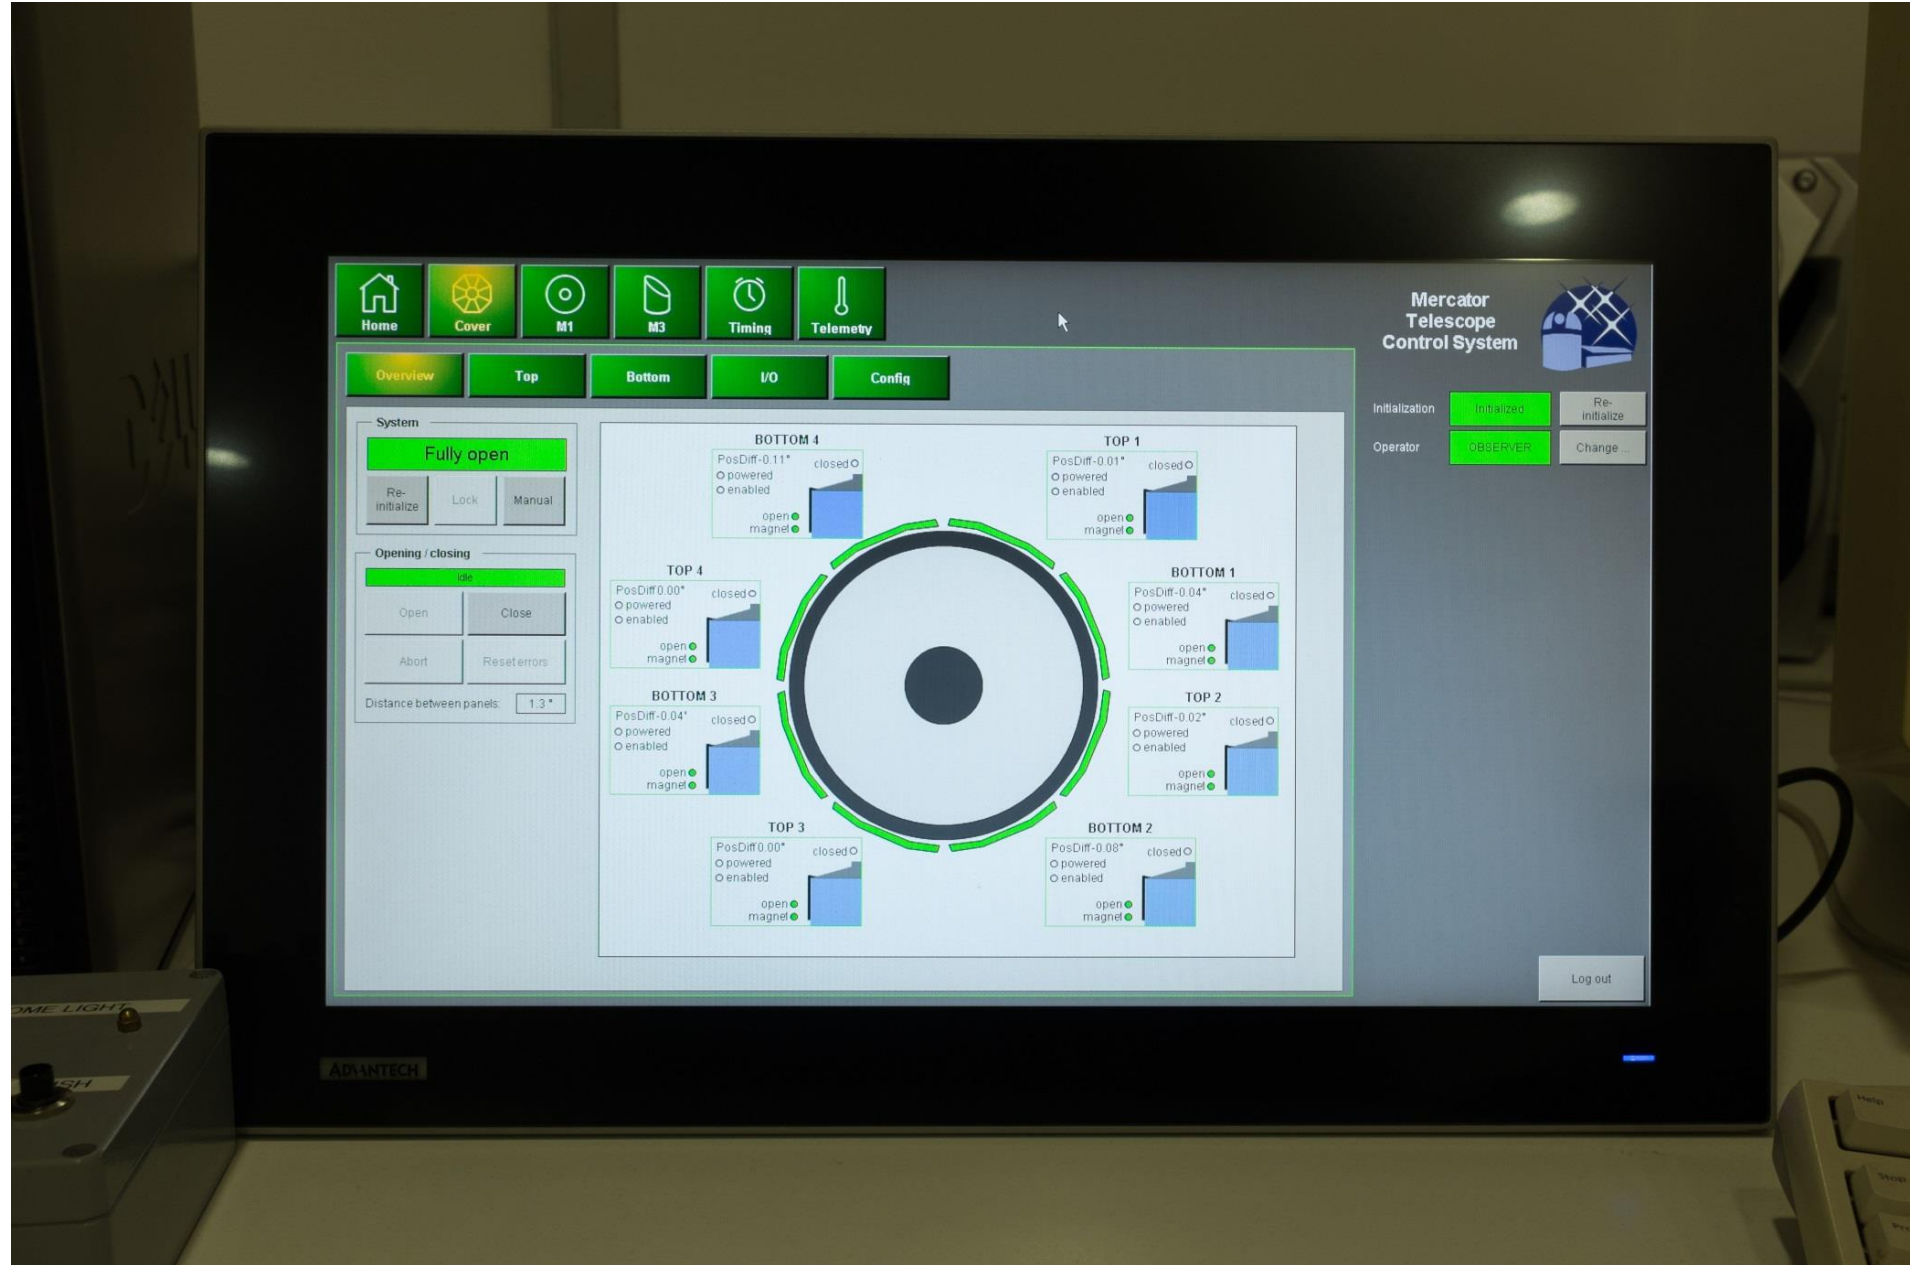 Home
Cover
M1
M3
Timing
Telemetry
Mercator
Telescope
Control System
Overview
Top
Bottom
I/O
Config
Initialization
Initialized
Re-
initialize
Operator
OBSERVER
Change ...
System
Fully open
Re-
initialize
Lock
Manual
Opening / closing
Idle
Open
Close
Abort
Reset errors
Distance between panels:
1.3 °
BOTTOM 4
PosDiff-0.11°
closed
powered
enabled
open
magnet
TOP 1
PosDiff-0.01°
closed
powered
enabled
open
magnet
TOP 4
PosDiff0.00°
closed
powered
enabled
open
magnet
BOTTOM 1
PosDiff-0.04°
closed
powered
enabled
open
magnet
BOTTOM 3
PosDiff-0.04°
closed
powered
enabled
open
magnet
TOP 2
PosDiff-0.02°
closed
powered
enabled
open
magnet
TOP 3
PosDiff0.00°
closed
powered
enabled
open
magnet
BOTTOM 2
PosDiff-0.08°
closed
powered
enabled
open
magnet
Log out
ADVANTECH
OME LIGHT
Help
Stop